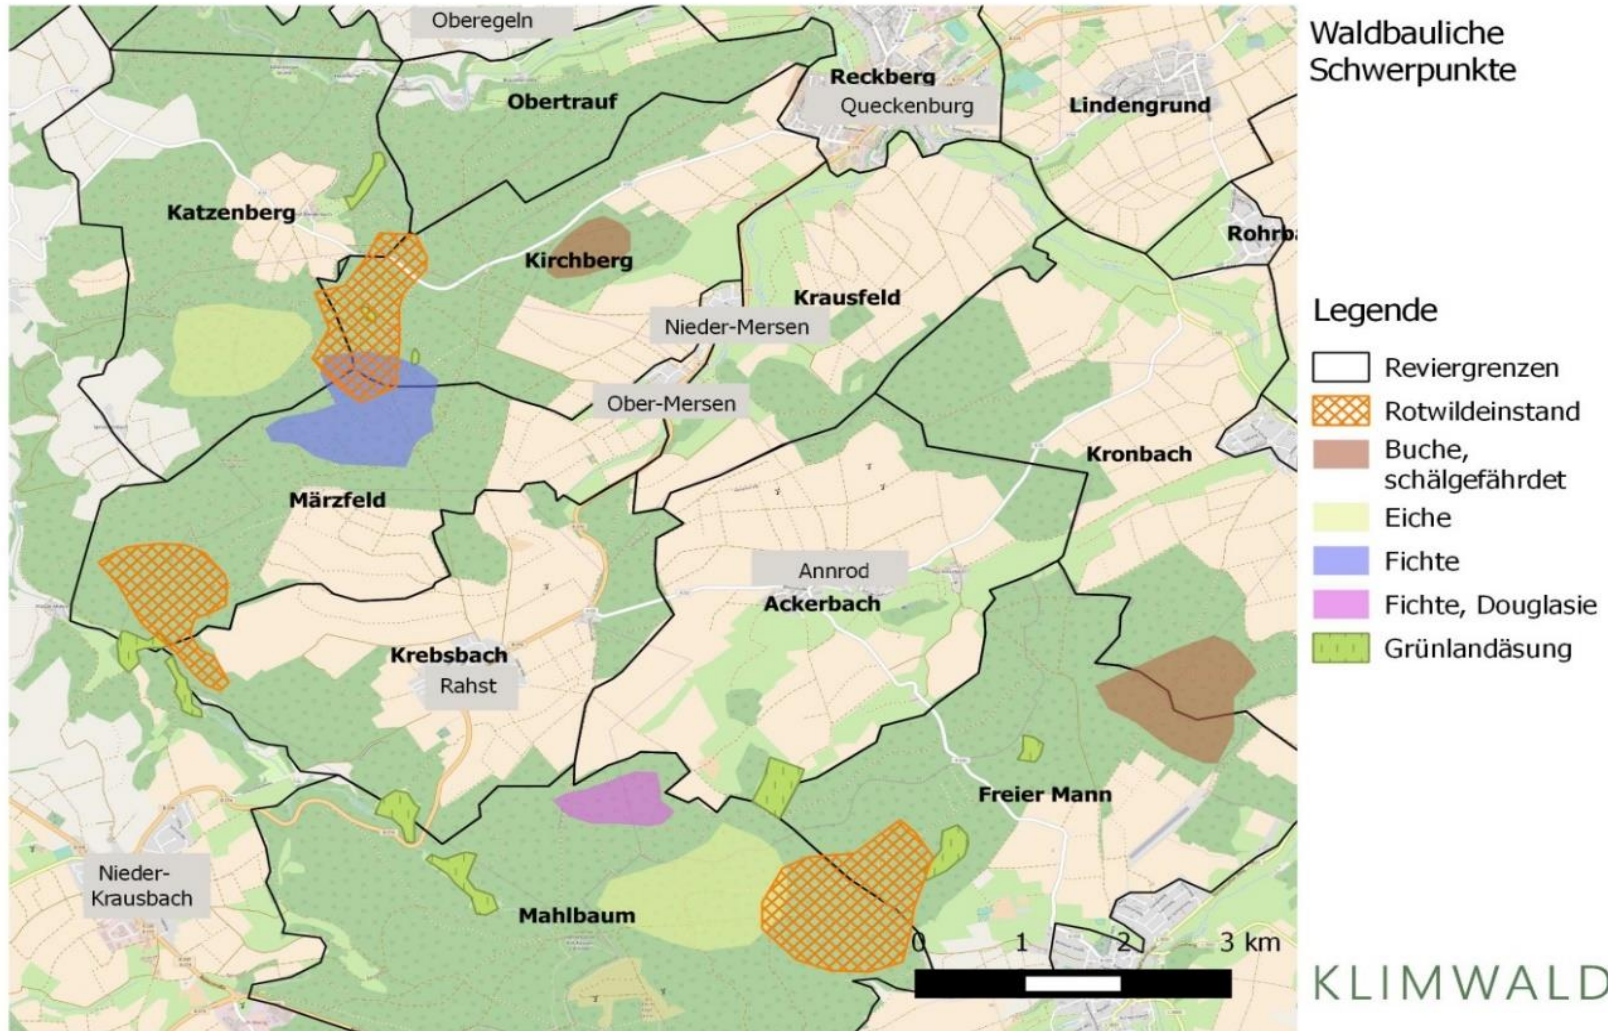 Waldbauliche
Schwerpunkte
Oberegeln
Reckberg
Queckenburg
Obertrauf
Lindengrund
Katzenberg
Rohrba
Kirchberg
Krausfeld
Nieder-Mersen
Ober-Mersen
Kronbach
Märzfeld
Annrod
Ackerbach
Krebsbach
Rahst
Freier Mann
Nieder-
Krausbach
Mahlbaum
0 1 2 3 km
Legende
Reviergrenzen
Rotwildeinstand
Buche,
schälgefährdet
Eiche
Fichte
Fichte, Douglasie
Grünlandäsung
KLIMWALD